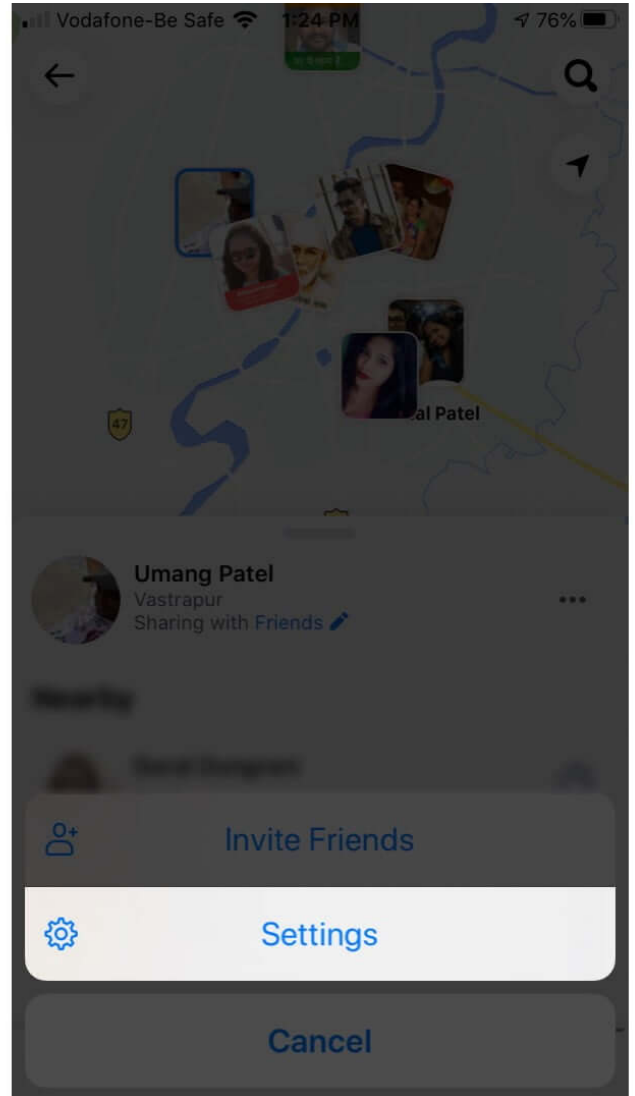 Vodafone-Be Safe 1:24 PM 76%
47
al Patel
Umang Patel
Vastrapur
Sharing with Friends
Nearby
Invite Friends
Settings
Cancel